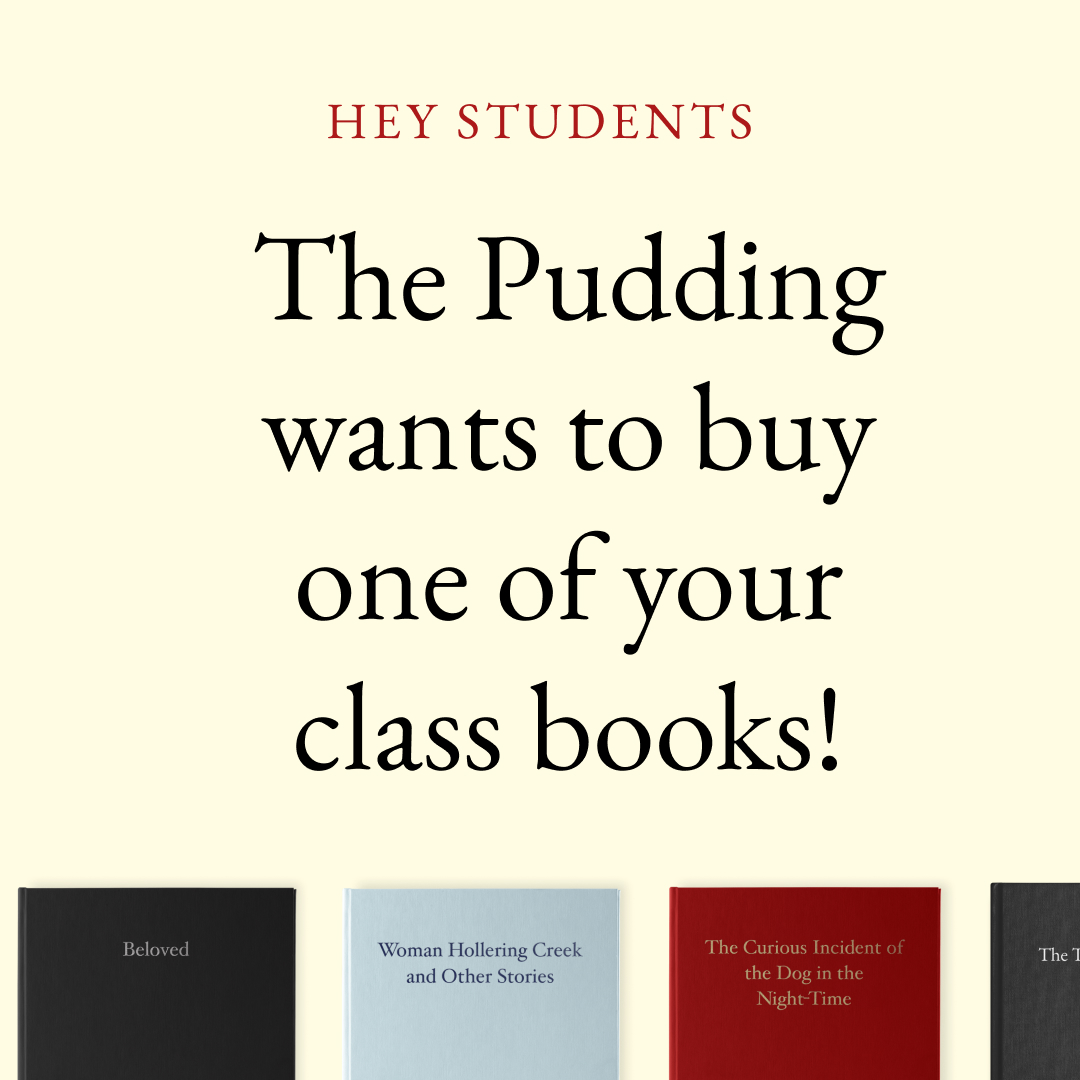 HEY STUDENTS
The Pudding
wants to buy
one of your
class books!
Beloved
Woman Hollering Creek
and Other Stories
The Curious Incident of
the Dog in the
Night-Time
The